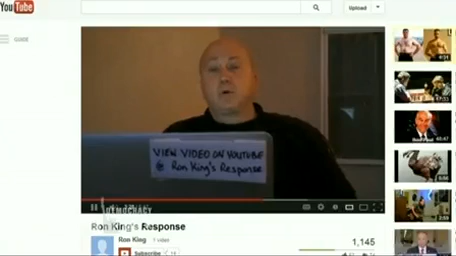 YouTube
Upload
GUIDE
VIEW VIDEO ON YOUTUBE
@ Ron King's Response
DEMOCRACY
Ron King's Response
Ron King 1 video
Subscribe
1,145